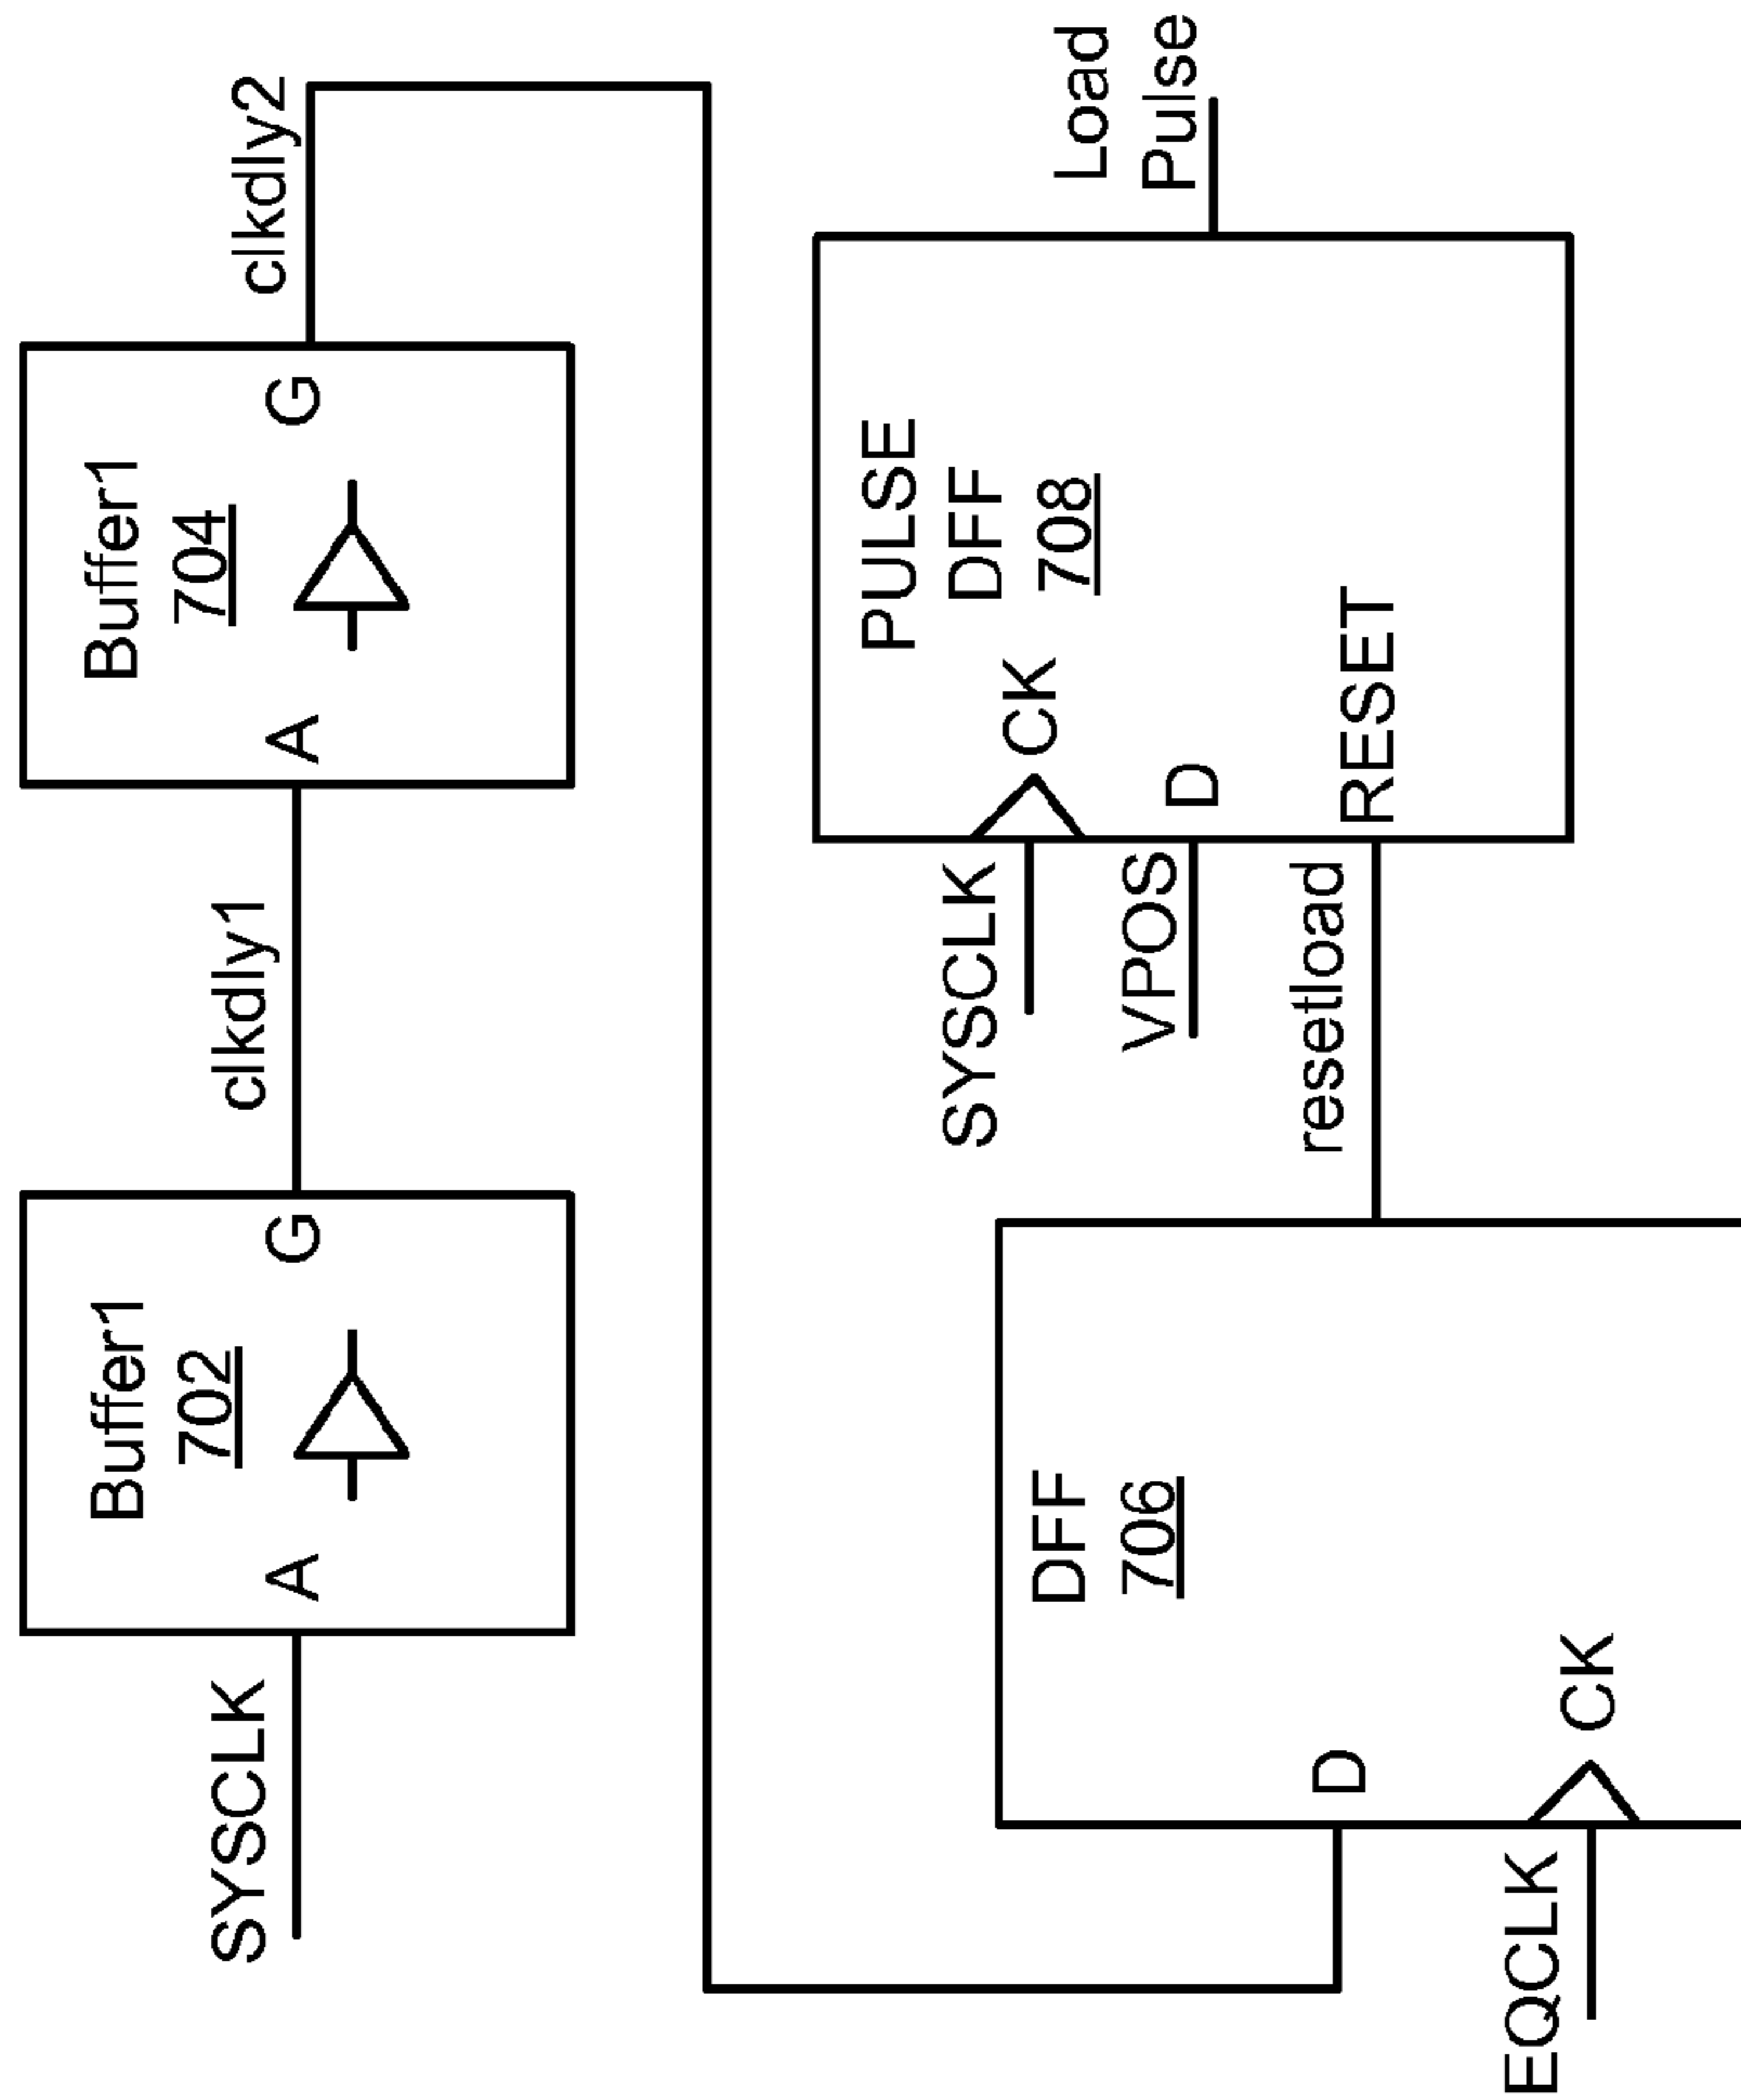 SYSCLK
A
Buffer1
702
G
clkdly1
A
Buffer1
704
G
clkdly2
EQCLK
D
CK
DFF
706
resetload
SYSCLK
VPOS
CK
D
RESET
PULSE
DFF
708
Load
Pulse